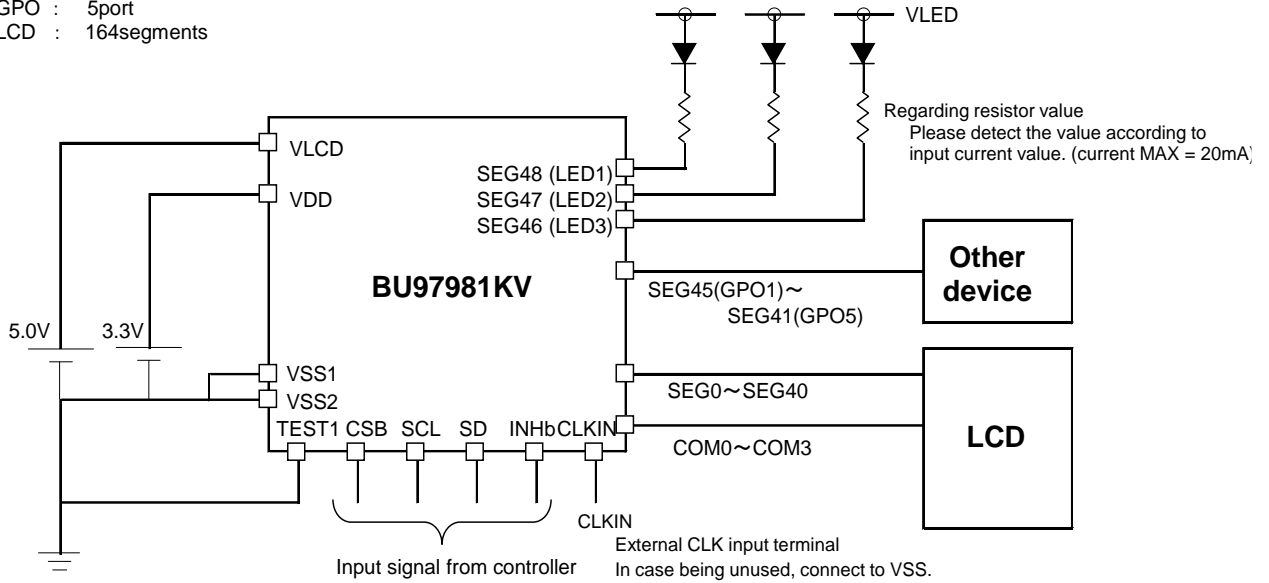 GPO : 5port
LCD : 164segments
VLED
Regarding resistor value
Please detect the value according to
input current value. (current MAX = 20mA)
VLCD
VDD
SEG48 (LED1)
SEG47 (LED2)
SEG46 (LED3)
BU97981KV
Other
device
SEG45(GPO1)~
SEG41(GPO5)
5.0V
3.3V
VSS1
VSS2
SEG0~SEG40
TEST1 CSB SCL SD INHb CLKIN
COM0~COM3
LCD
CLKIN
External CLK input terminal
Input signal from controller
In case being unused, connect to VSS.